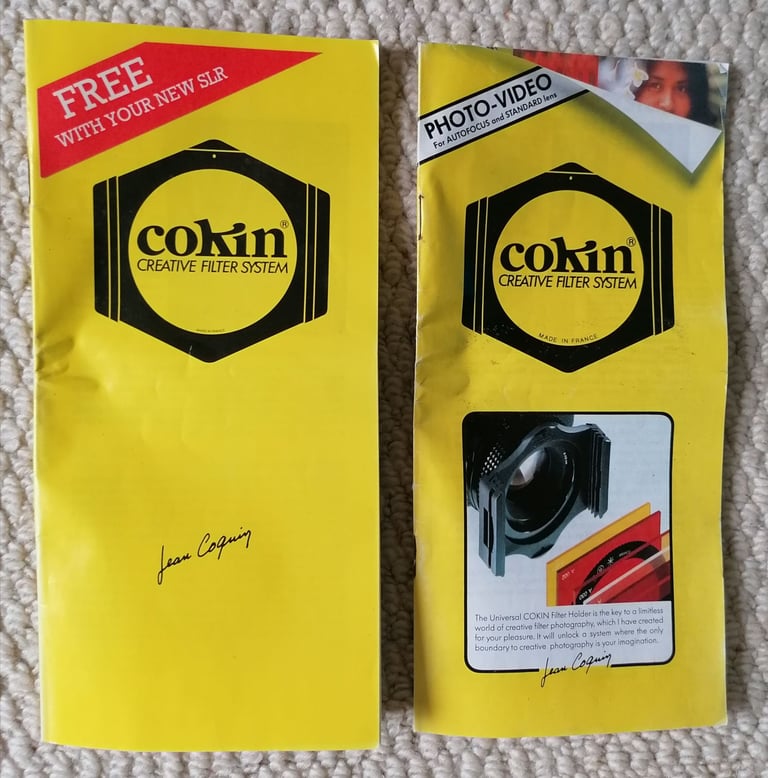 FREE
WITH YOUR NEW SLR
cokin®
CREATIVE FILTER SYSTEM
MADE IN FRANCE
Jean Coquin
PHOTO-VIDEO
For AUTOFOCUS and STANDARD lens
cokin®
CREATIVE FILTER SYSTEM
MADE IN FRANCE
The Universal COKIN Filter Holder is the key to a limitless
world of creative filter photography, which I have created
for your pleasure. It will unlock a system where the only
boundary to creative photography is your imagination.
Jean Coquin